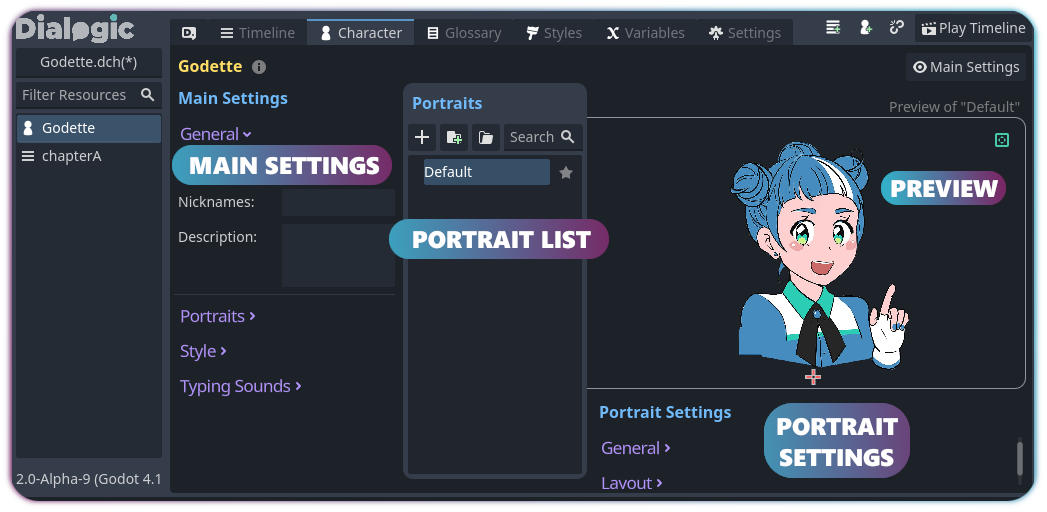 Dialogic
Timeline
Character
Glossary
Styles
Variables
Settings
Play Timeline
Godette.dch(*)
Filter Resources
Godette
chapterA
2.0-Alpha-9 (Godot 4.1
Godette
Main Settings
Main Settings
General
MAIN SETTINGS
Nicknames:
Description:
Portraits
Style
Typing Sounds
Portraits
Search
Default
PORTRAIT LIST
Preview of "Default"
PREVIEW
Portrait Settings
PORTRAIT
SETTINGS
General
Layout